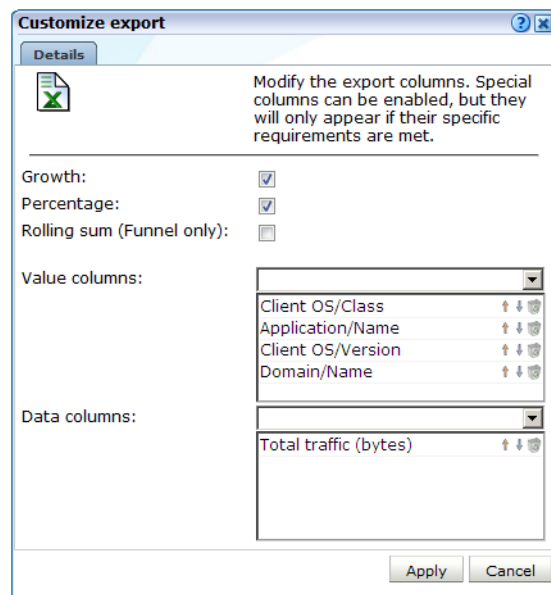 Customize export
Details
Modify the export columns. Special
columns can be enabled, but they
will only appear if their specific
requirements are met.
Growth:
Percentage:
Rolling sum (Funnel only):
Value columns:
Client OS/Class
Application/Name
Client OS/Version
Domain/Name
Data columns:
Total traffic (bytes)
Apply Cancel